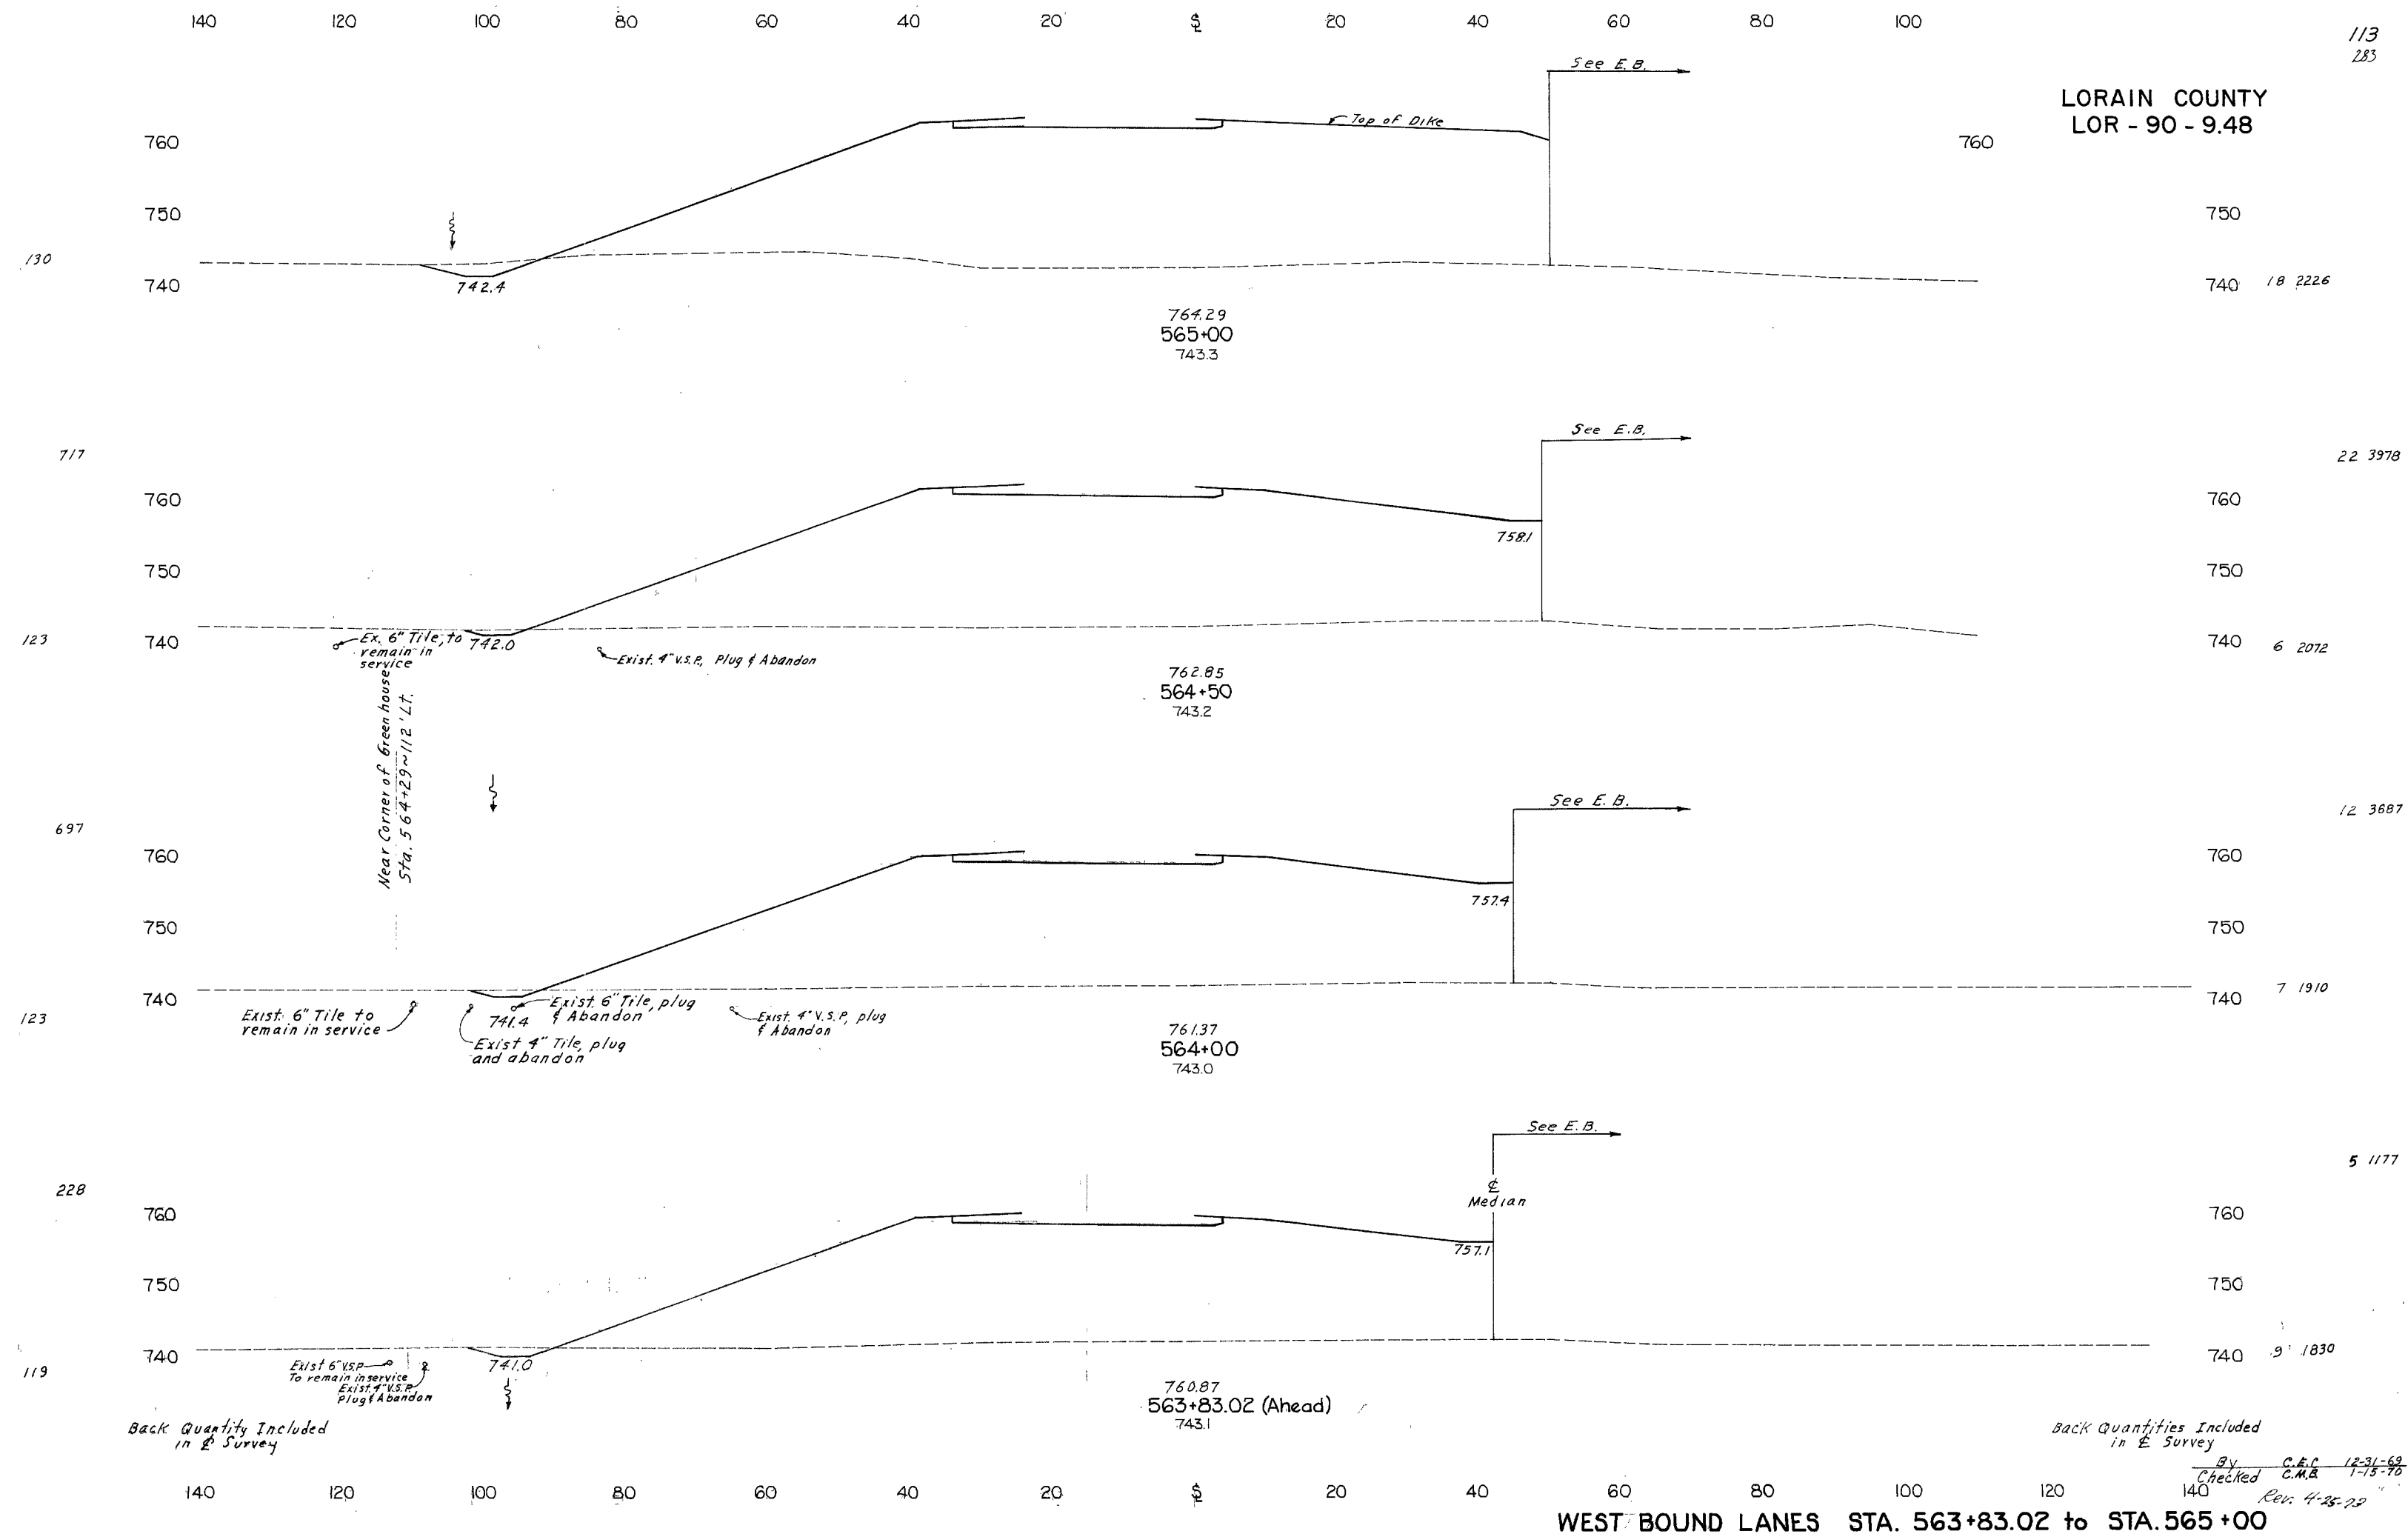 140 120 100 80 60 40 20 ℄ 20 40 60 80 100
113
283
LORAIN COUNTY
LOR - 90 - 9.48
See E.B.
Top of Dike
760 760
750 750
130
740 742.4 740 18 2226
764.29
565+00
743.3
See E.B.
717 22 3978
760 760
758.1
750 750
123 740 742.0 740 6 2072
Ex. 6" Tile, to
remain in
service
Exist. 4" V.S.P., Plug & Abandon
762.85
564+50
743.2
Near Corner of Greenhouse
Sta. 564+29~112' Lt.
See E.B.
697 12 3687
760 760
757.4
750 750
740 740 7 1910
Exist. 6" Tile to
remain in service
741.4
Exist. 6" Tile, plug
& Abandon
Exist. 4" V.S.P., plug
& Abandon
Exist 4" Tile, plug
and abandon
123
761.37
564+00
743.0
See E.B.
5 1177
228
℄
Median
760 760
757.1
750 750
740 741.0 740 9 1830
119
Exist 6" V.S.P.
To remain in service
Exist. 4" V.S.P.
Plug & Abandon
760.87
563+83.02 (Ahead)
743.1
Back Quantity Included
in ℄ Survey
Back Quantities Included
in ℄ Survey
By C.E.C. 12-31-69
Checked C.M.B. 1-15-70
140 120 100 80 60 40 20 ℄ 20 40 60 80 100 120 140
Rev. 4-25-72
WEST BOUND LANES STA. 563+83.02 to STA. 565+00